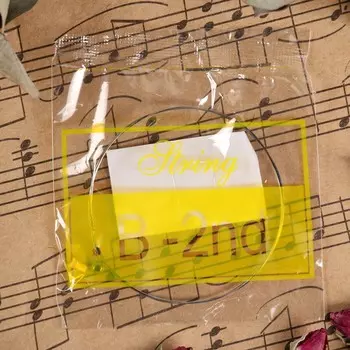 String
B-2nd